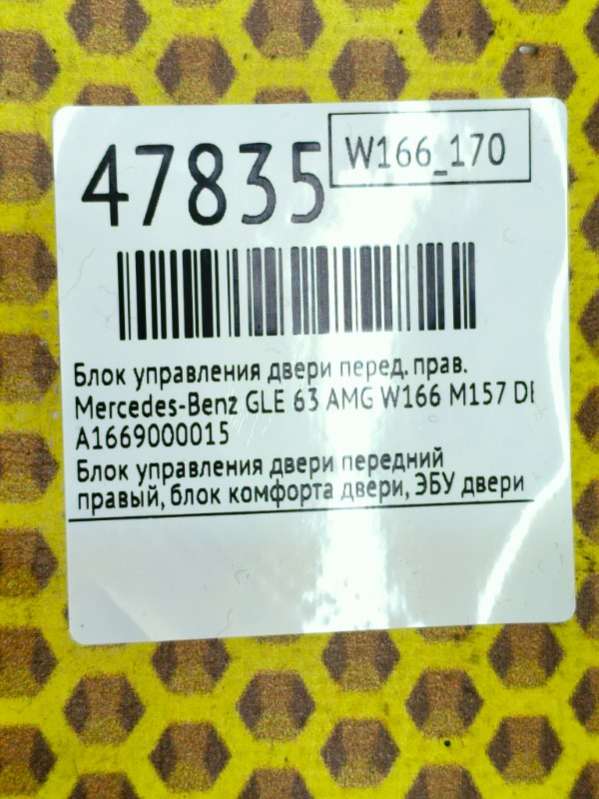 47835
W166_170
Блок управления двери перед. прав.
Mercedes-Benz GLE 63 AMG W166 M157 DE
A1669000015
Блок управления двери передний
правый, блок комфорта двери, ЭБУ двери